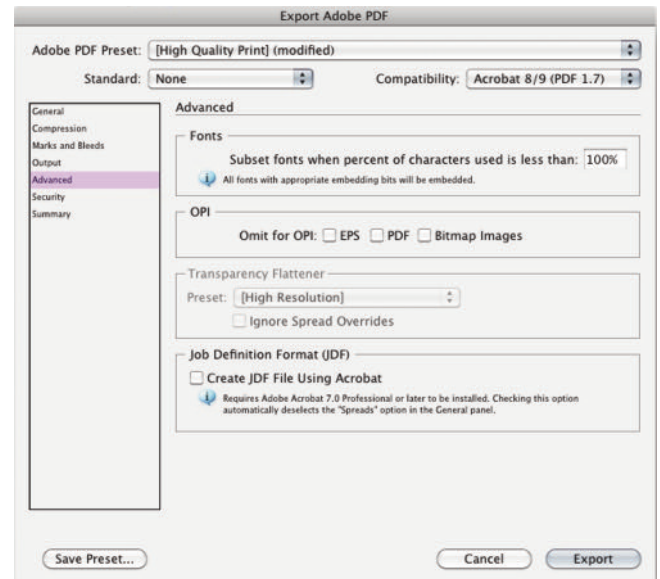 Export Adobe PDF
Adobe PDF Preset: [High Quality Print] (modified)
Standard: None Compatibility: Acrobat 8/9 (PDF 1.7)
General
Compression
Marks and Bleeds
Output
Advanced
Security
Summary
Advanced
Fonts
Subset fonts when percent of characters used is less than: 100%
All fonts with appropriate embedding bits will be embedded.
OPI
Omit for OPI: EPS PDF Bitmap Images
Transparency Flattener
Preset: [High Resolution]
Ignore Spread Overrides
Job Definition Format (JDF)
Create JDF File Using Acrobat
Requires Adobe Acrobat 7.0 Professional or later to be installed. Checking this option
automatically deselects the "Spreads" option in the General panel.
Save Preset... Cancel Export